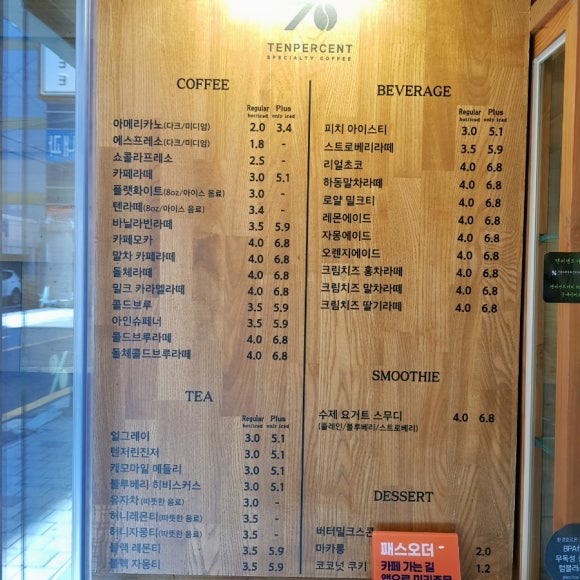 TENPERCENT
SPECIALTY COFFEE
COFFEE
Regular Plus
hot/iced only iced
아메리카노(다크/미디엄) 2.0 3.4
에스프레소(다크/미디엄) 1.8 -
쇼콜라프레소 2.5 -
카페라떼 3.0 5.1
플랫화이트(8oz/아이스 음료) 3.0 -
텐라떼(8oz/아이스 음료) 3.4 -
바닐라빈라떼 3.5 5.9
카페모카 4.0 6.8
말차 카페라떼 4.0 6.8
돌체라떼 4.0 6.8
밀크 카라멜라떼 4.0 6.8
콜드브루 3.5 5.9
아인슈페너 3.5 5.9
콜드브루라떼 4.0 6.8
돌체콜드브루라떼 4.0 6.8
TEA
Regular Plus
hot/iced only iced
얼그레이 3.0 5.1
텐저린진저 3.0 5.1
캐모마일 메들리 3.0 5.1
블루베리 히비스커스 3.0 5.1
유자차(따뜻한 음료) 3.0 -
허니레몬티(따뜻한 음료) 3.5 -
허니자몽티(따뜻한 음료) 3.5 -
블랙 레몬티 3.5 5.9
블랙 자몽티 3.5 5.9
BEVERAGE
Regular Plus
hot/iced only iced
피치 아이스티 3.0 5.1
스트로베리라떼 3.5 5.9
리얼초코 4.0 6.8
하동말차라떼 4.0 6.8
로얄 밀크티 4.0 6.8
레몬에이드 4.0 6.8
자몽에이드 4.0 6.8
오렌지에이드 4.0 6.8
크림치즈 홍차라떼 4.0 6.8
크림치즈 말차라떼 4.0 6.8
크림치즈 딸기라떼 4.0 6.8
SMOOTHIE
수제 요거트 스무디 4.0 6.8
(플레인/블루베리/스트로베리)
DESSERT
버터밀크스콘
마카롱 2.0
코코넛 쿠키 1.2
패스오더
카페 가는 길
앱으로 미리주문